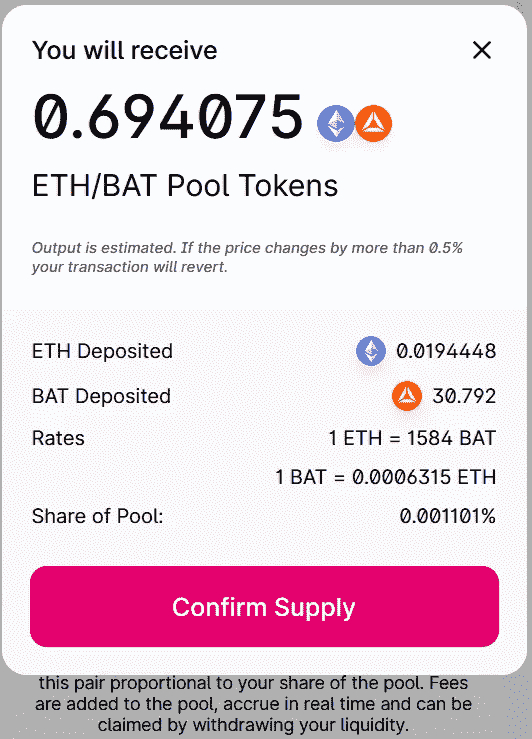 You will receive
0.694075
ETH/BAT Pool Tokens
Output is estimated. If the price changes by more than 0.5%
your transaction will revert.
ETH Deposited 0.0194448
BAT Deposited 30.792
Rates 1 ETH = 1584 BAT
1 BAT = 0.0006315 ETH
Share of Pool: 0.001101%
Confirm Supply
this pair proportional to your share of the pool. Fees
are added to the pool, accrue in real time and can be
claimed by withdrawing your liquidity.